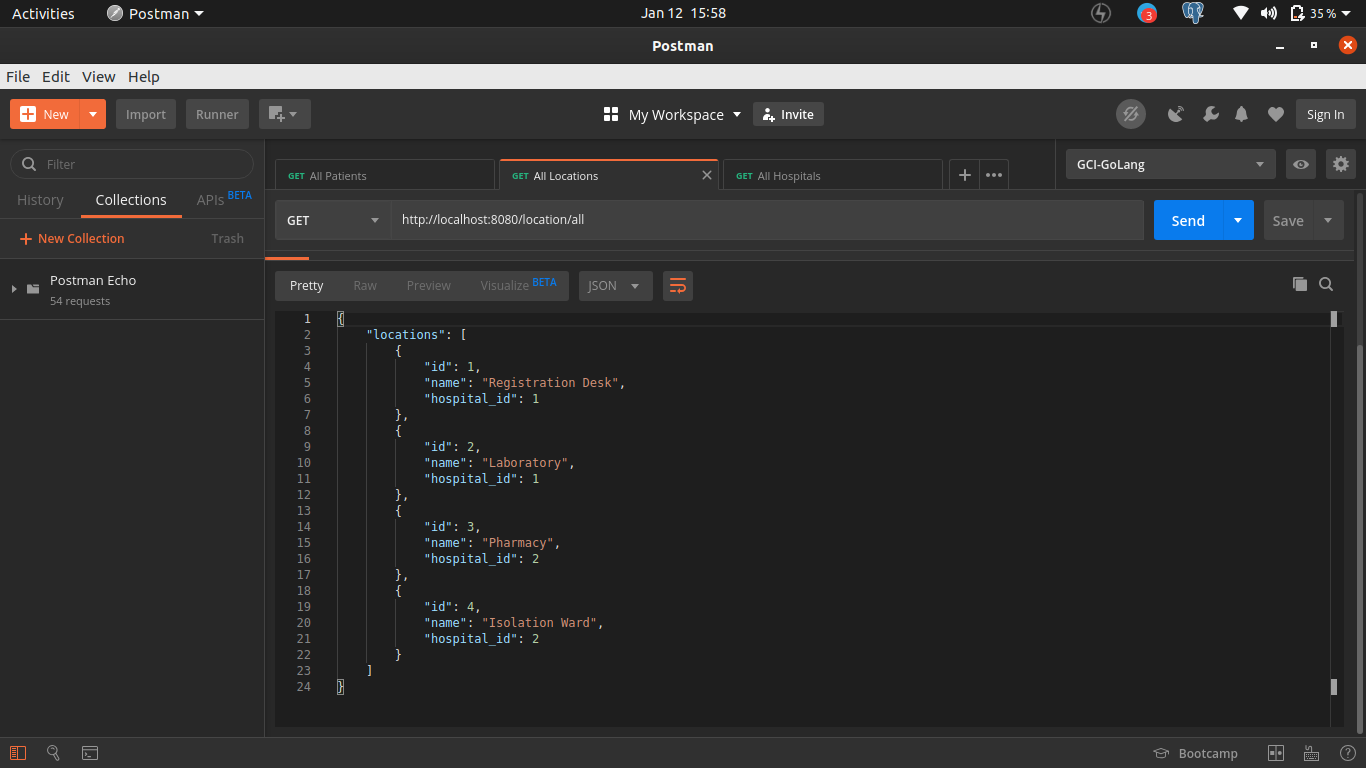 Activities Postman Jan 12 15:58 3 35 %
Postman
File Edit View Help
New Import Runner My Workspace Invite Sign In
Filter
History Collections APIs BETA
New Collection Trash
Postman Echo
54 requests
GET All Patients GET All Locations GET All Hospitals GCI-GoLang
GET http://localhost:8080/location/all Send Save
Pretty Raw Preview Visualize BETA JSON
1 {
2 "locations": [
3 {
4 "id": 1,
5 "name": "Registration Desk",
6 "hospital_id": 1
7 },
8 {
9 "id": 2,
10 "name": "Laboratory",
11 "hospital_id": 1
12 },
13 {
14 "id": 3,
15 "name": "Pharmacy",
16 "hospital_id": 2
17 },
18 {
19 "id": 4,
20 "name": "Isolation Ward",
21 "hospital_id": 2
22 }
23 ]
24 }
Bootcamp